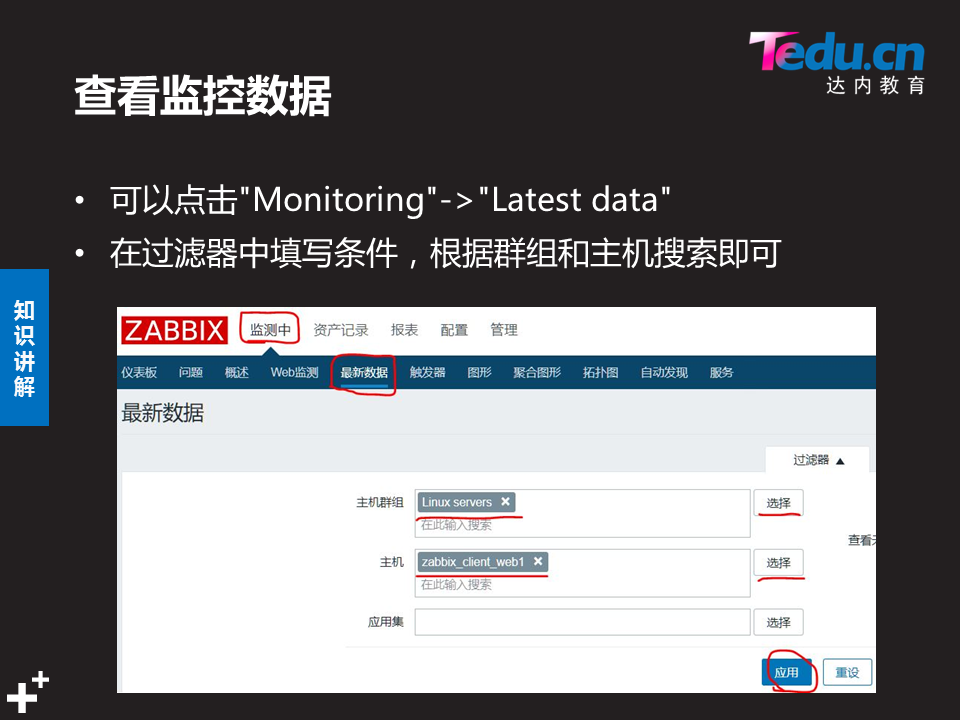 Tedu.cn
达内教育
查看监控数据
• 可以点击"Monitoring"->"Latest data"
• 在过滤器中填写条件，根据群组和主机搜索即可
知识讲解
ZABBIX 监测中 资产记录 报表 配置 管理
仪表板 问题 概述 Web监测 最新数据 触发器 图形 聚合图形 拓扑图 自动发现 服务
最新数据
过滤器 ▲
主机群组 Linux servers × 选择
在此输入搜索
查看
主机 zabbix_client_web1 × 选择
在此输入搜索
应用集 选择
应用 重设